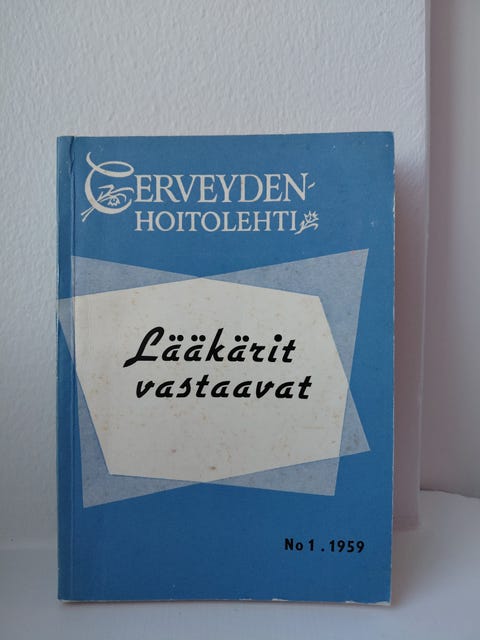 TERVEYDEN-
HOITOLEHTI
Lääkärit
vastaavat
No 1. 1959